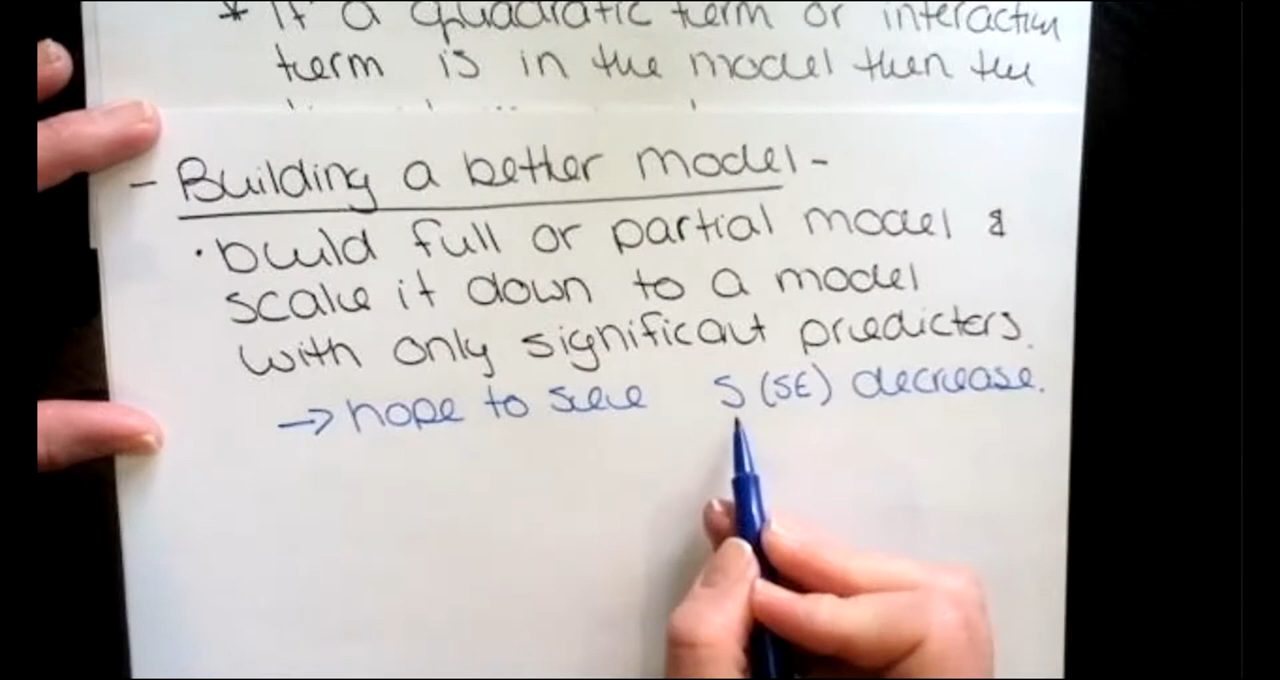 * If a quadratic term or interaction
term is in the model then the
- Building a better model -
· build full or partial model &
scale it down to a model
with only significant predicters.
→ hope to see S (SE) decrease.